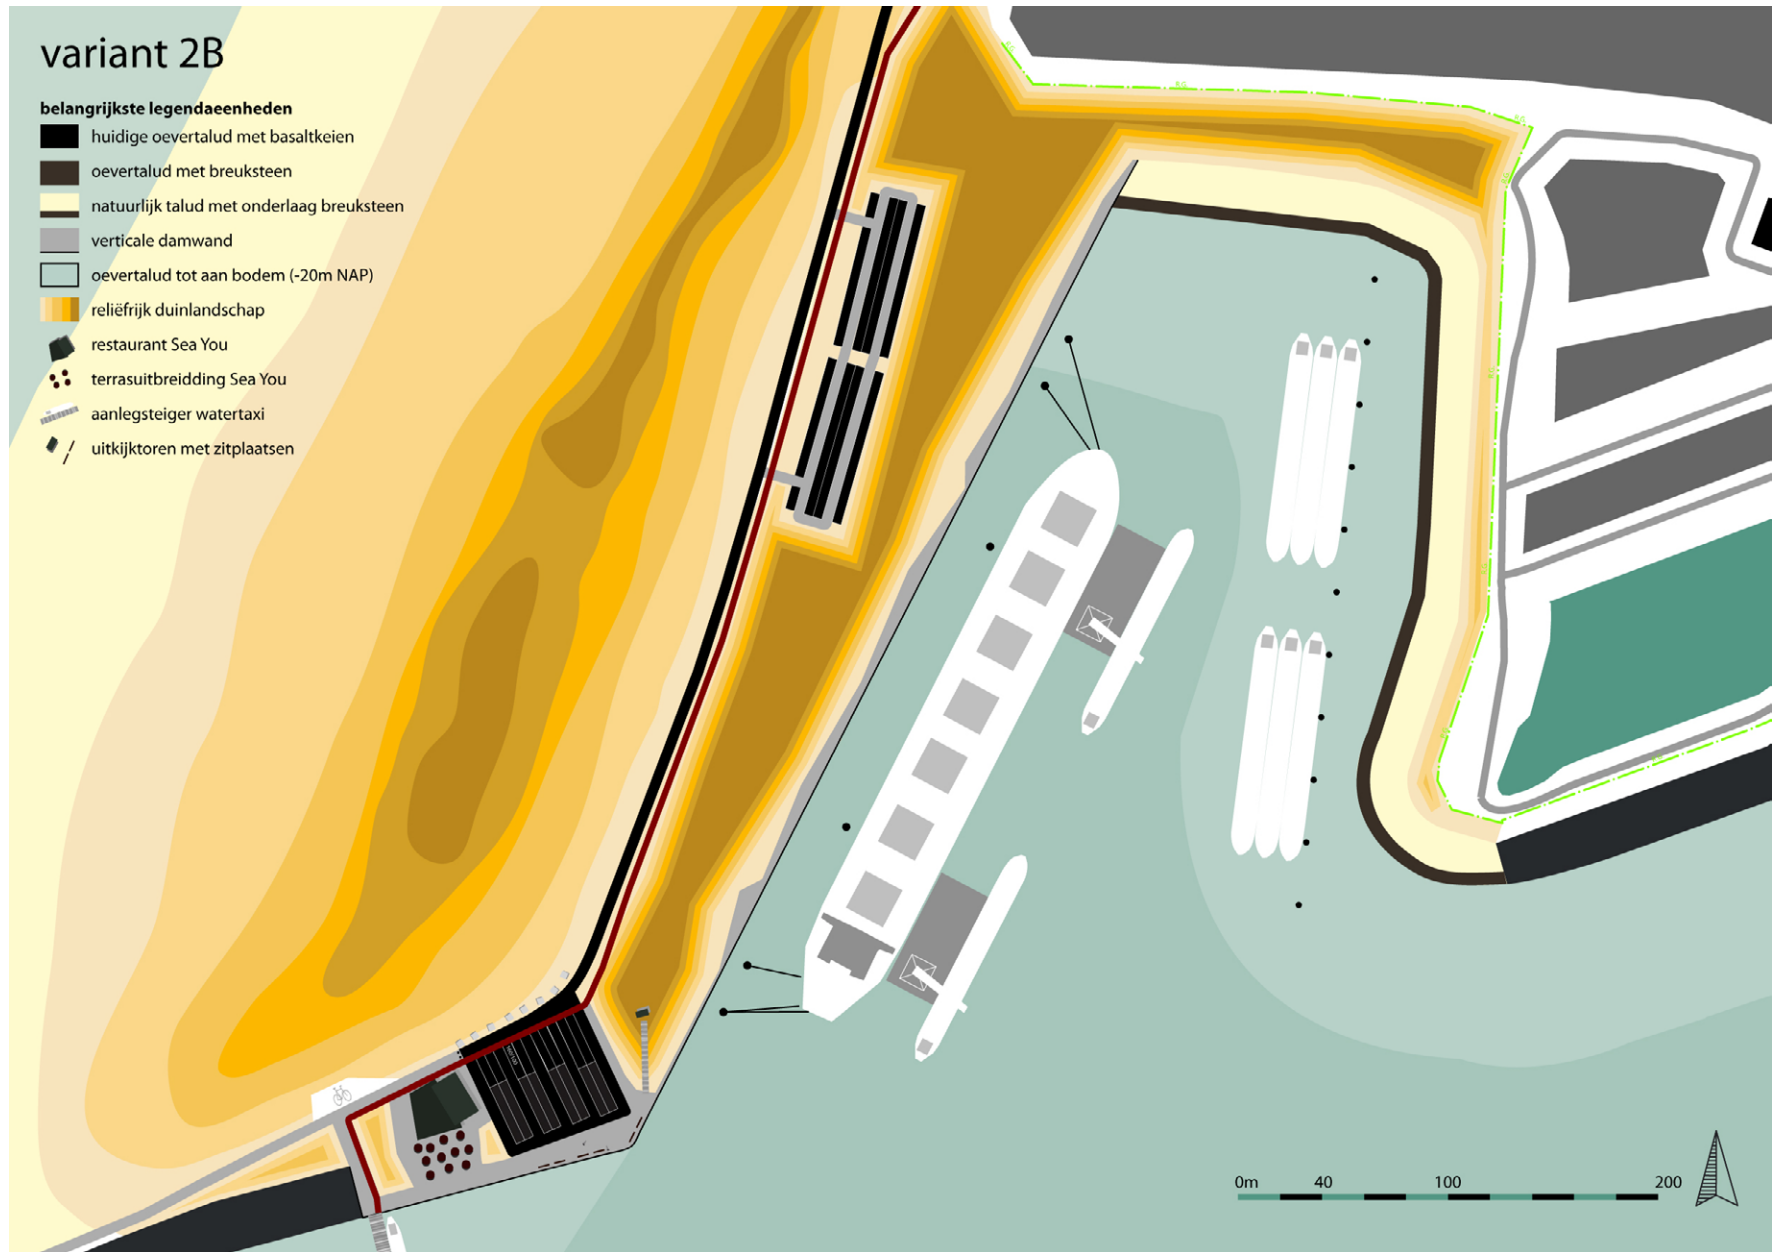 variant 2B
belangrijkste legendaeenheden
huidige oevertalud met basaltkeien
oevertalud met breuksteen
natuurlijk talud met onderlaag breuksteen
verticale damwand
oevertalud tot aan bodem (-20m NAP)
reliëfrijk duinlandschap
restaurant Sea You
terrasuitbreidding Sea You
aanlegsteiger watertaxi
uitkijktoren met zitplaatsen
0m 40 100 200